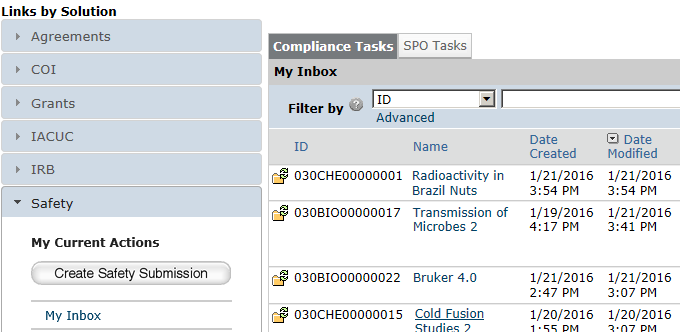 Links by Solution
Agreements
COI
Grants
IACUC
IRB
Safety
My Current Actions
Create Safety Submission
My Inbox
Compliance Tasks SPO Tasks
My Inbox
Filter by ? ID
Advanced
ID Name Date Created Date Modified
030CHE00000001 Radioactivity in Brazil Nuts 1/21/2016 3:54 PM 1/21/2016 3:54 PM
030BIO00000017 Transmission of Microbes 2 1/19/2016 4:17 PM 1/21/2016 3:41 PM
030BIO00000022 Bruker 4.0 1/21/2016 2:47 PM 1/21/2016 3:07 PM
030CHE00000015 Cold Fusion Studies 2 1/20/2016 1:55 PM 1/20/2016 3:07 PM